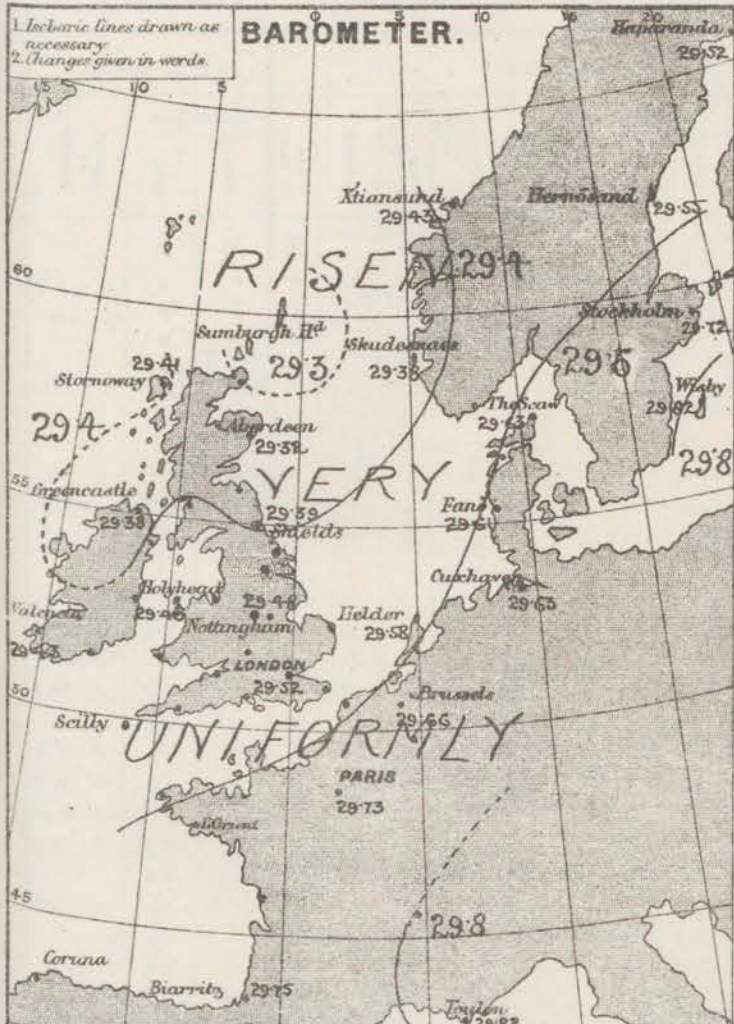 BAROMETER.
1. Isobaric lines drawn as
necessary
2. Changes given in words.
15
10
5
0
5
10
15
20
Haparanda
29.52
Xtiansund
29.43
Hernösand
29.55
60
RISEN
29.4
Sumburgh Hd
29.3
Skudesnaes
29.38
Stockholm
29.72
29.41
Stornoway
29.4
29.6
The Scaw
29.63
Wisby
29.82
Aberdeen
29.38
29.8
55
Greencastle
29.38
VERY
29.39
Shields
Fanö
29.61
Cuxhaven
29.63
Holyhead
29.46
29.48
Nottingham
Helder
29.58
Valencia
LONDON
29.52
50
Scilly
Brussels
29.66
UNIFORMLY
PARIS
29.73
L'Orient
45
29.8
Coruna
Biarritz
29.75
Toulon